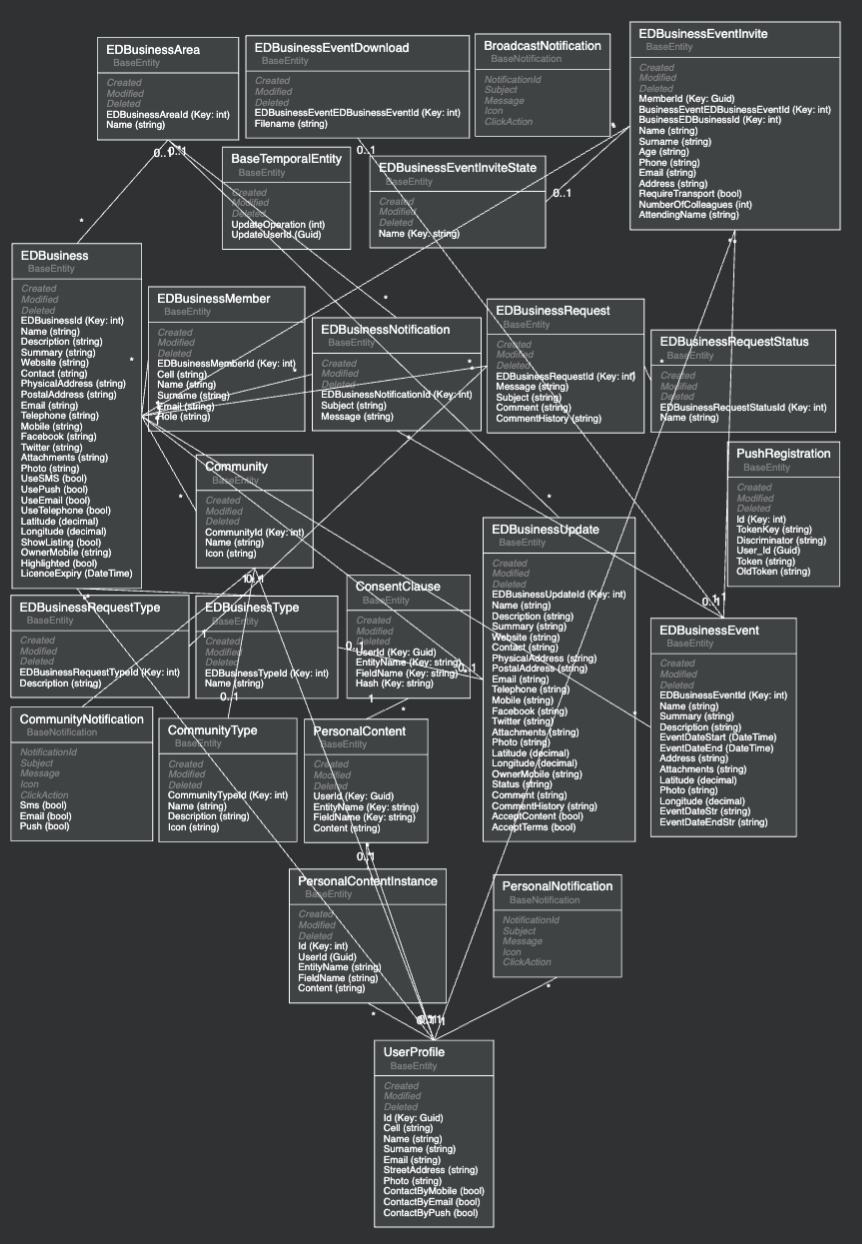 EDBusinessArea
BaseEntity
Created
Modified
Deleted
EDBusinessAreaId (Key: int)
Name (string)
EDBusinessEventDownload
BaseEntity
Created
Modified
Deleted
EDBusinessEventEDBusinessEventId (Key: int)
Filename (string)
BroadcastNotification
BaseNotification
NotificationId
Subject
Message
Icon
ClickAction
EDBusinessEventInvite
BaseEntity
Created
Modified
Deleted
MemberId (Key: Guid)
BusinessEventEDBusinessEventId (Key: int)
BusinessEDBusinessId (Key: int)
Name (string)
Surname (string)
Age (string)
Phone (string)
Email (string)
Address (string)
RequireTransport (bool)
NumberOfColleagues (int)
AttendingName (string)
*
0..1
0..1
0..1
BaseTemporalEntity
BaseEntity
Created
Modified
Deleted
UpdateOperation (int)
UpdateUserId (Guid)
EDBusinessEventInviteState
BaseEntity
Created
Modified
Deleted
Name (Key: string)
0..1
*
*
*
EDBusiness
BaseEntity
Created
Modified
Deleted
EDBusinessId (Key: int)
Name (string)
Description (string)
Summary (string)
Website (string)
Contact (string)
PhysicalAddress (string)
PostalAddress (string)
Email (string)
Telephone (string)
Mobile (string)
Facebook (string)
Twitter (string)
Attachments (string)
Photo (string)
UseSMS (bool)
UsePush (bool)
UseEmail (bool)
UseTelephone (bool)
Latitude (decimal)
Longitude (decimal)
ShowListing (bool)
OwnerMobile (string)
Highlighted (bool)
LicenceExpiry (DateTime)
*
EDBusinessMember
BaseEntity
Created
Modified
Deleted
EDBusinessMemberId (Key: int)
Cell (string)
Name (string)
Surname (string)
Email (string)
Role (string)
*
*
EDBusinessNotification
BaseEntity
Created
Modified
Deleted
EDBusinessNotificationId (Key: int)
Subject (string)
Message (string)
*
*
EDBusinessRequest
BaseEntity
Created
Modified
Deleted
EDBusinessRequestId (Key: int)
Message (string)
Subject (string)
Comment (string)
CommentHistory (string)
*
EDBusinessRequestStatus
BaseEntity
Created
Modified
Deleted
EDBusinessRequestStatusId (Key: int)
Name (string)
*
PushRegistration
BaseEntity
Created
Modified
Deleted
Id (Key: int)
TokenKey (string)
Discriminator (string)
User_Id (Guid)
Token (string)
OldToken (string)
Community
BaseEntity
Created
Modified
Deleted
CommunityId (Key: int)
Name (string)
Icon (string)
*
*
EDBusinessUpdate
BaseEntity
Created
Modified
Deleted
EDBusinessUpdateId (Key: int)
Name (string)
Description (string)
Summary (string)
Website (string)
Contact (string)
PhysicalAddress (string)
PostalAddress (string)
Email (string)
Telephone (string)
Mobile (string)
Facebook (string)
Twitter (string)
Attachments (string)
Photo (string)
Latitude (decimal)
Longitude (decimal)
OwnerMobile (string)
Status (string)
Comment (string)
CommentHistory (string)
AcceptContent (bool)
AcceptTerms (bool)
EDBusinessRequestType
BaseEntity
Created
Modified
Deleted
EDBusinessRequestTypeId (Key: int)
Description (string)
1
EDBusinessType
BaseEntity
Created
Modified
Deleted
EDBusinessTypeId (Key: int)
Name (string)
0..1
ConsentClause
BaseEntity
Created
Modified
Deleted
UserId (Key: Guid)
EntityName (Key: string)
FieldName (Key: string)
Hash (Key: string)
0..1
0..1
1
*
EDBusinessEvent
BaseEntity
Created
Modified
Deleted
EDBusinessEventId (Key: int)
Name (string)
Summary (string)
Description (string)
EventDateStart (DateTime)
EventDateEnd (DateTime)
Address (string)
Attachments (string)
Latitude (decimal)
Photo (string)
Longitude (decimal)
EventDateStr (string)
EventDateEndStr (string)
*
CommunityNotification
BaseNotification
NotificationId
Subject
Message
Icon
ClickAction
Sms (bool)
Email (bool)
Push (bool)
CommunityType
BaseEntity
Created
Modified
Deleted
CommunityTypeId (Key: int)
Name (string)
Description (string)
Icon (string)
PersonalContent
BaseEntity
Created
Modified
Deleted
UserId (Key: Guid)
EntityName (Key: string)
FieldName (Key: string)
Content (string)
PersonalContentInstance
BaseEntity
Created
Modified
Deleted
Id (Key: int)
UserId (Guid)
EntityName (string)
FieldName (string)
Content (string)
*
PersonalNotification
BaseNotification
NotificationId
Subject
Message
Icon
ClickAction
*
UserProfile
BaseEntity
Created
Modified
Deleted
Id (Key: Guid)
Cell (string)
Name (string)
Surname (string)
Email (string)
StreetAddress (string)
Photo (string)
ContactByMobile (bool)
ContactByEmail (bool)
ContactByPush (bool)